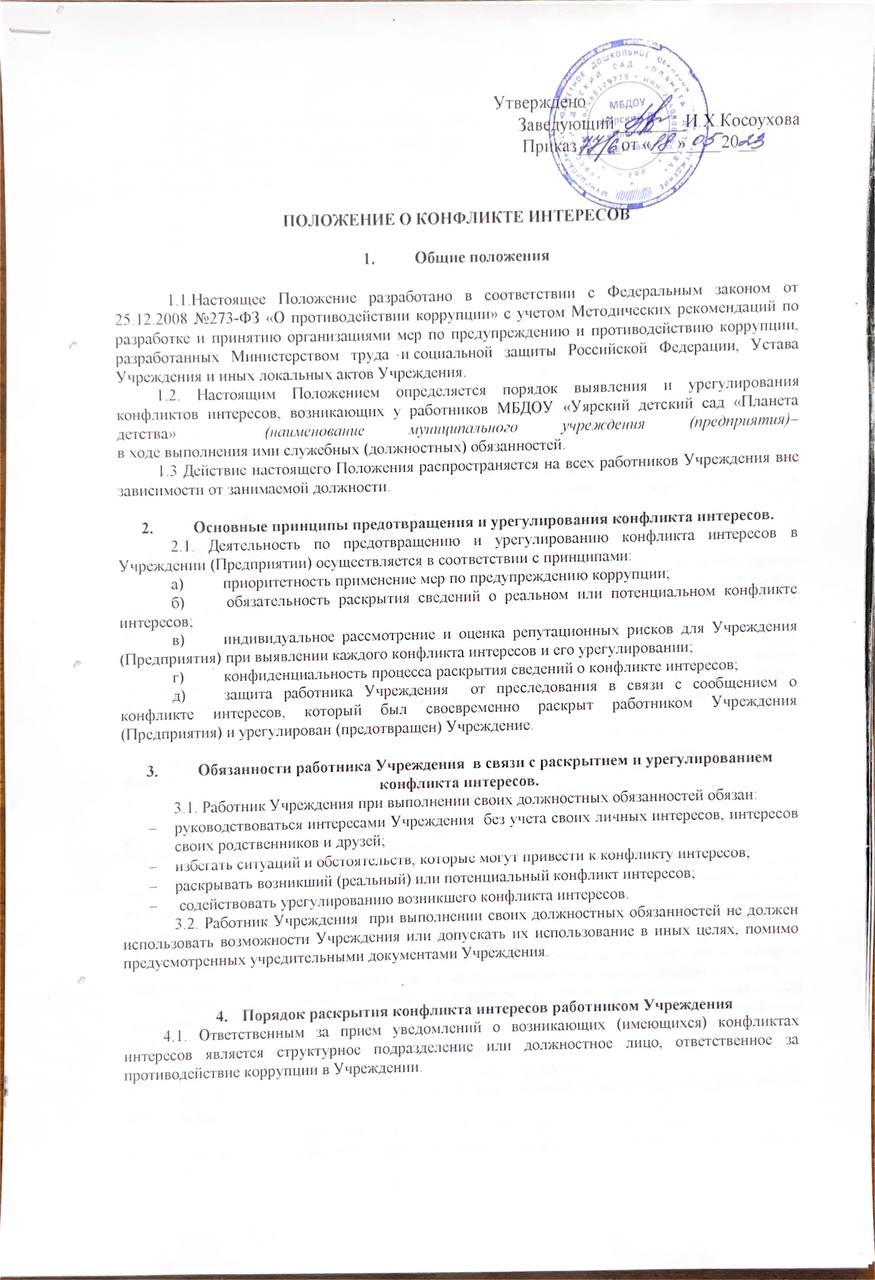 Утверждено
Заведующий И.Х Косоухова
Приказ 77/6 от «18» 05 2023
МБДОУ
ПОЛОЖЕНИЕ О КОНФЛИКТЕ ИНТЕРЕСОВ
1. Общие положения
1.1.Настоящее Положение разработано в соответствии с Федеральным законом от
25.12.2008 №273-ФЗ «О противодействии коррупции» с учетом Методических рекомендаций по
разработке и принятию организациями мер по предупреждению и противодействию коррупции,
разработанных Министерством труда и социальной защиты Российской Федерации, Устава
Учреждения и иных локальных актов Учреждения.
1.2. Настоящим Положением определяется порядок выявления и урегулирования
конфликтов интересов, возникающих у работников МБДОУ «Уярский детский сад «Планета
детства» (наименование муниципального учреждения (предприятия)–
в ходе выполнения ими служебных (должностных) обязанностей.
1.3 Действие настоящего Положения распространяется на всех работников Учреждения вне
зависимости от занимаемой должности.
2. Основные принципы предотвращения и урегулирования конфликта интересов.
2.1. Деятельность по предотвращению и урегулированию конфликта интересов в
Учреждении (Предприятии) осуществляется в соответствии с принципами:
а) приоритетность применение мер по предупреждению коррупции;
б) обязательность раскрытия сведений о реальном или потенциальном конфликте
интересов;
в) индивидуальное рассмотрение и оценка репутационных рисков для Учреждения
(Предприятия) при выявлении каждого конфликта интересов и его урегулировании;
г) конфиденциальность процесса раскрытия сведений о конфликте интересов;
д) защита работника Учреждения от преследования в связи с сообщением о
конфликте интересов, который был своевременно раскрыт работником Учреждения
(Предприятия) и урегулирован (предотвращен) Учреждение.
3. Обязанности работника Учреждения в связи с раскрытием и урегулированием
конфликта интересов.
3.1. Работник Учреждения при выполнении своих должностных обязанностей обязан:
– руководствоваться интересами Учреждения без учета своих личных интересов, интересов
своих родственников и друзей;
– избегать ситуаций и обстоятельств, которые могут привести к конфликту интересов;
– раскрывать возникший (реальный) или потенциальный конфликт интересов;
– содействовать урегулированию возникшего конфликта интересов.
3.2. Работник Учреждения при выполнении своих должностных обязанностей не должен
использовать возможности Учреждения или допускать их использование в иных целях, помимо
предусмотренных учредительными документами Учреждения.
4. Порядок раскрытия конфликта интересов работником Учреждения
4.1. Ответственным за прием уведомлений о возникающих (имеющихся) конфликтах
интересов является структурное подразделение или должностное лицо, ответственное за
противодействие коррупции в Учреждении.